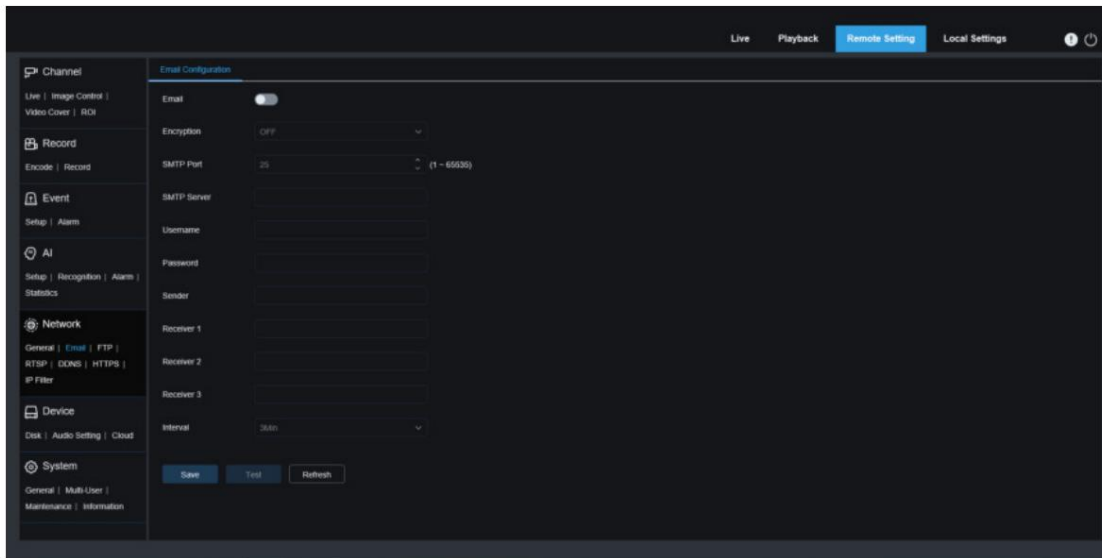 Live Playback Remote Setting Local Settings
Channel
Live | Image Control |
Video Cover | ROI
Record
Encode | Record
Event
Setup | Alarm
AI
Setup | Recognition | Alarm |
Statistics
Network
General | Email | FTP |
RTSP | DDNS | HTTPS |
IP Filter
Device
Disk | Audio Setting | Cloud
System
General | Multi-User |
Maintenance | Information
Email Configuration
Email
Encryption OFF
SMTP Port 25 (1 ~ 65535)
SMTP Server
Username
Password
Sender
Receiver 1
Receiver 2
Receiver 3
Interval 3Min
Save Test Refresh